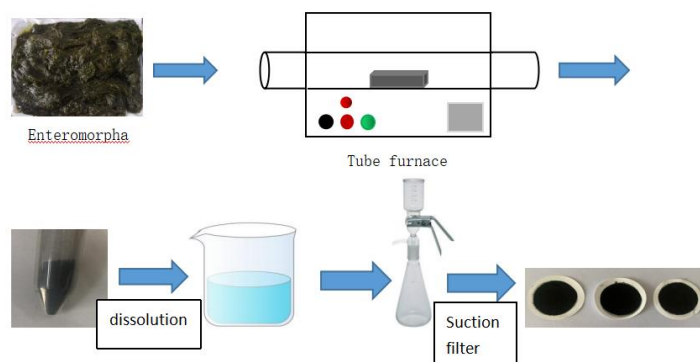 Enteromorpha
Tube furnace
dissolution
Suction
filter